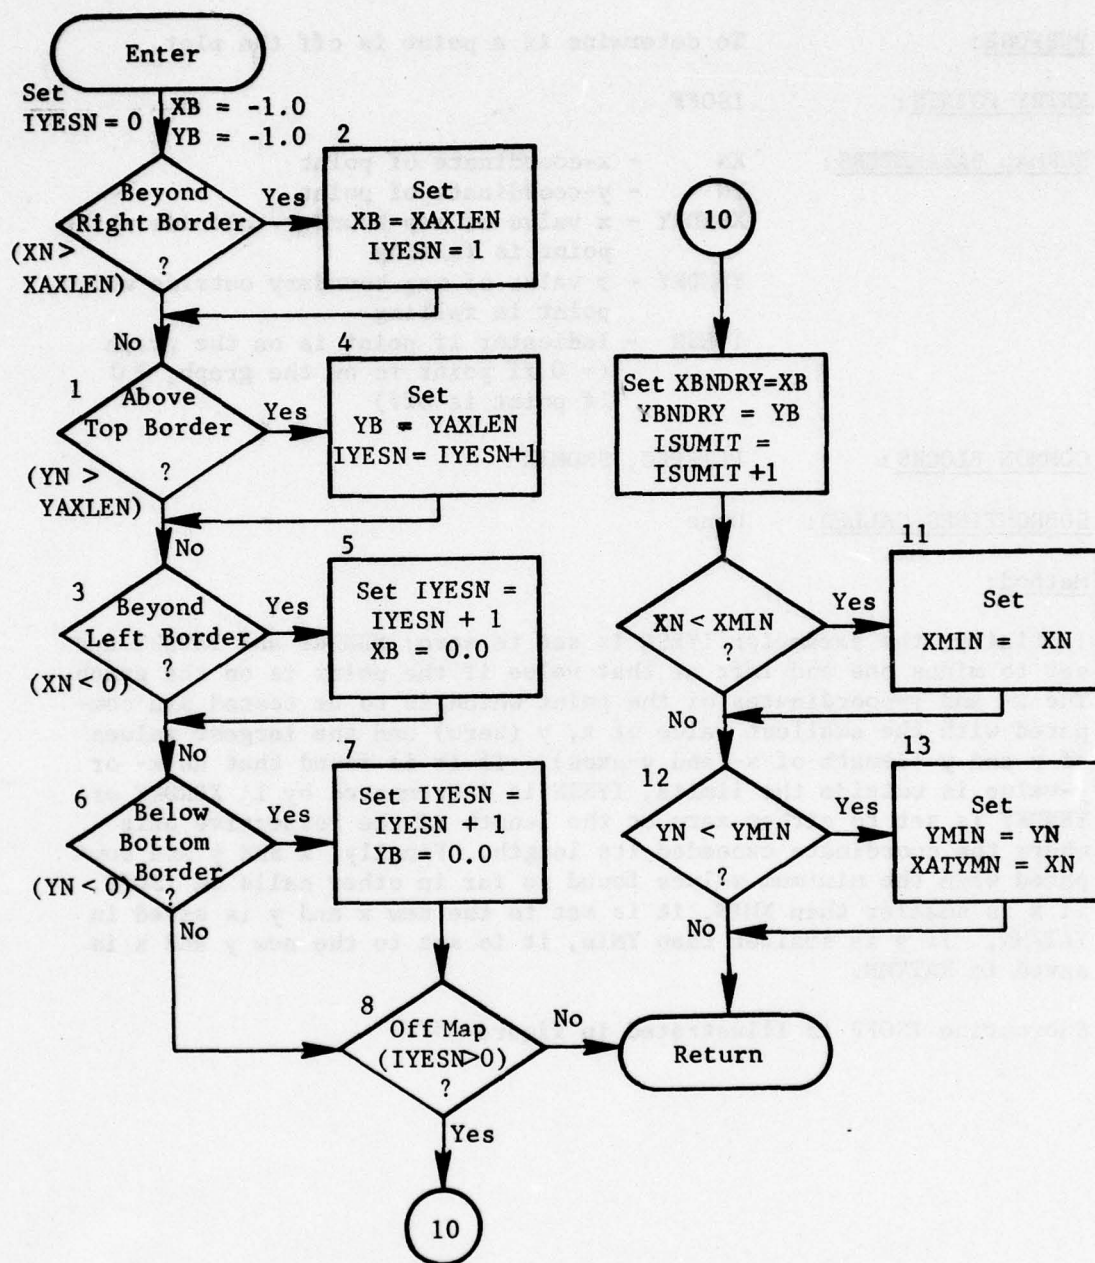 Enter
Set
IYESN = 0
XB = -1.0
YB = -1.0
2
Beyond
Right Border
?
(XN >
XAXLEN)
Yes
Set
XB = XAXLEN
IYESN = 1
No
1
Above
Top Border
?
(YN >
YAXLEN)
Yes
4
Set
YB = YAXLEN
IYESN = IYESN+1
No
3
Beyond
Left Border
?
(XN < 0)
Yes
5
Set IYESN =
IYESN + 1
XB = 0.0
No
6
Below
Bottom
Border
?
(YN < 0)
Yes
7
Set IYESN =
IYESN + 1
YB = 0.0
No
8
Off Map
(IYESN>0)
?
No
Return
Yes
10
10
Set XBNDRY=XB
YBNDRY = YB
ISUMIT =
ISUMIT +1
XN < XMIN
?
Yes
11
Set
XMIN = XN
No
12
YN < YMIN
?
Yes
13
Set
YMIN = YN
XATYMN = XN
No